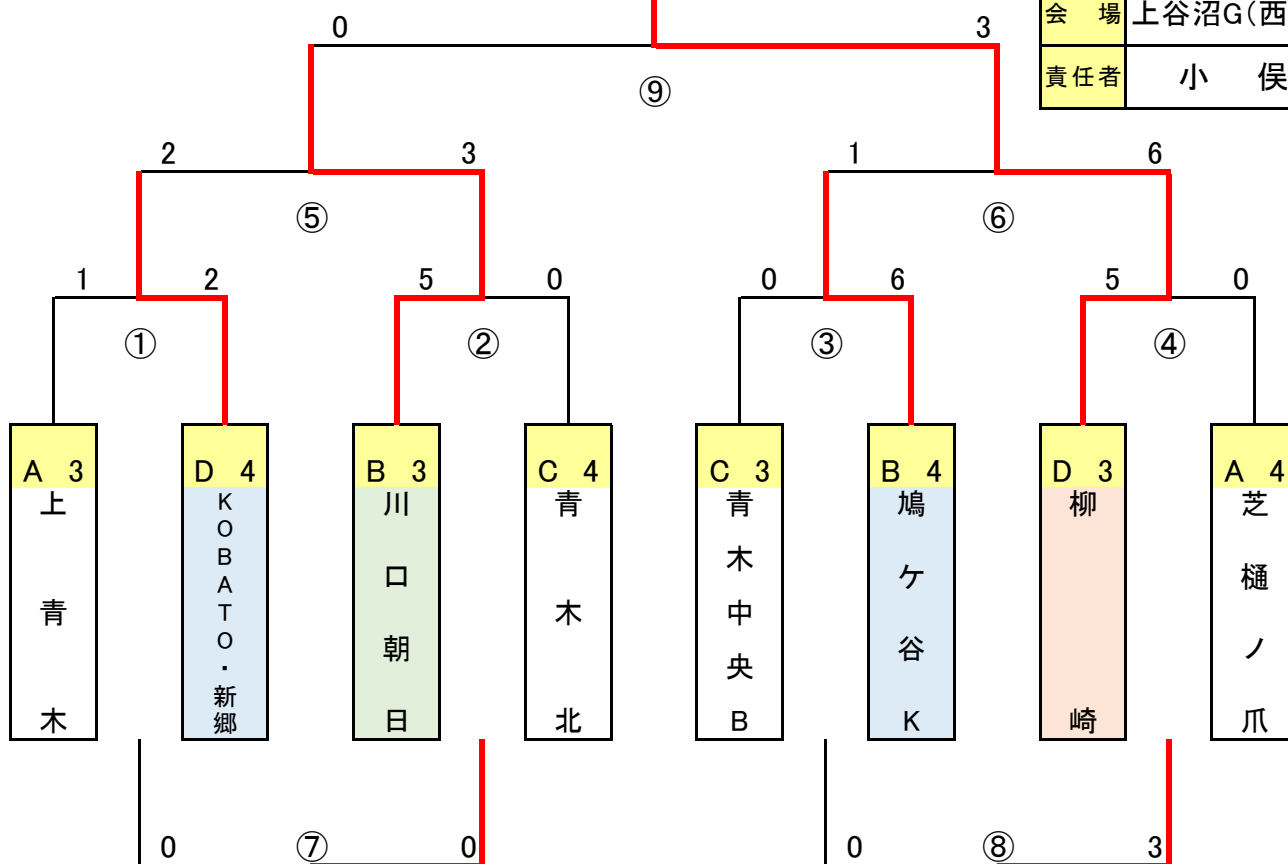 会 場 上谷沼G(西
責任者 小 俣
0 3
⑨
2 3 1 6
⑤ ⑥
1 2 5 0 0 6 5 0
① ② ③ ④
A 3 D 4 B 3 C 4 C 3 B 4 D 3 A 4
上青木
KOBATO・新郷
川口朝日
青木北
青木中央B
鳩ケ谷K
柳崎
芝樋ノ爪
0 ⑦ 0 0 ⑧ 3